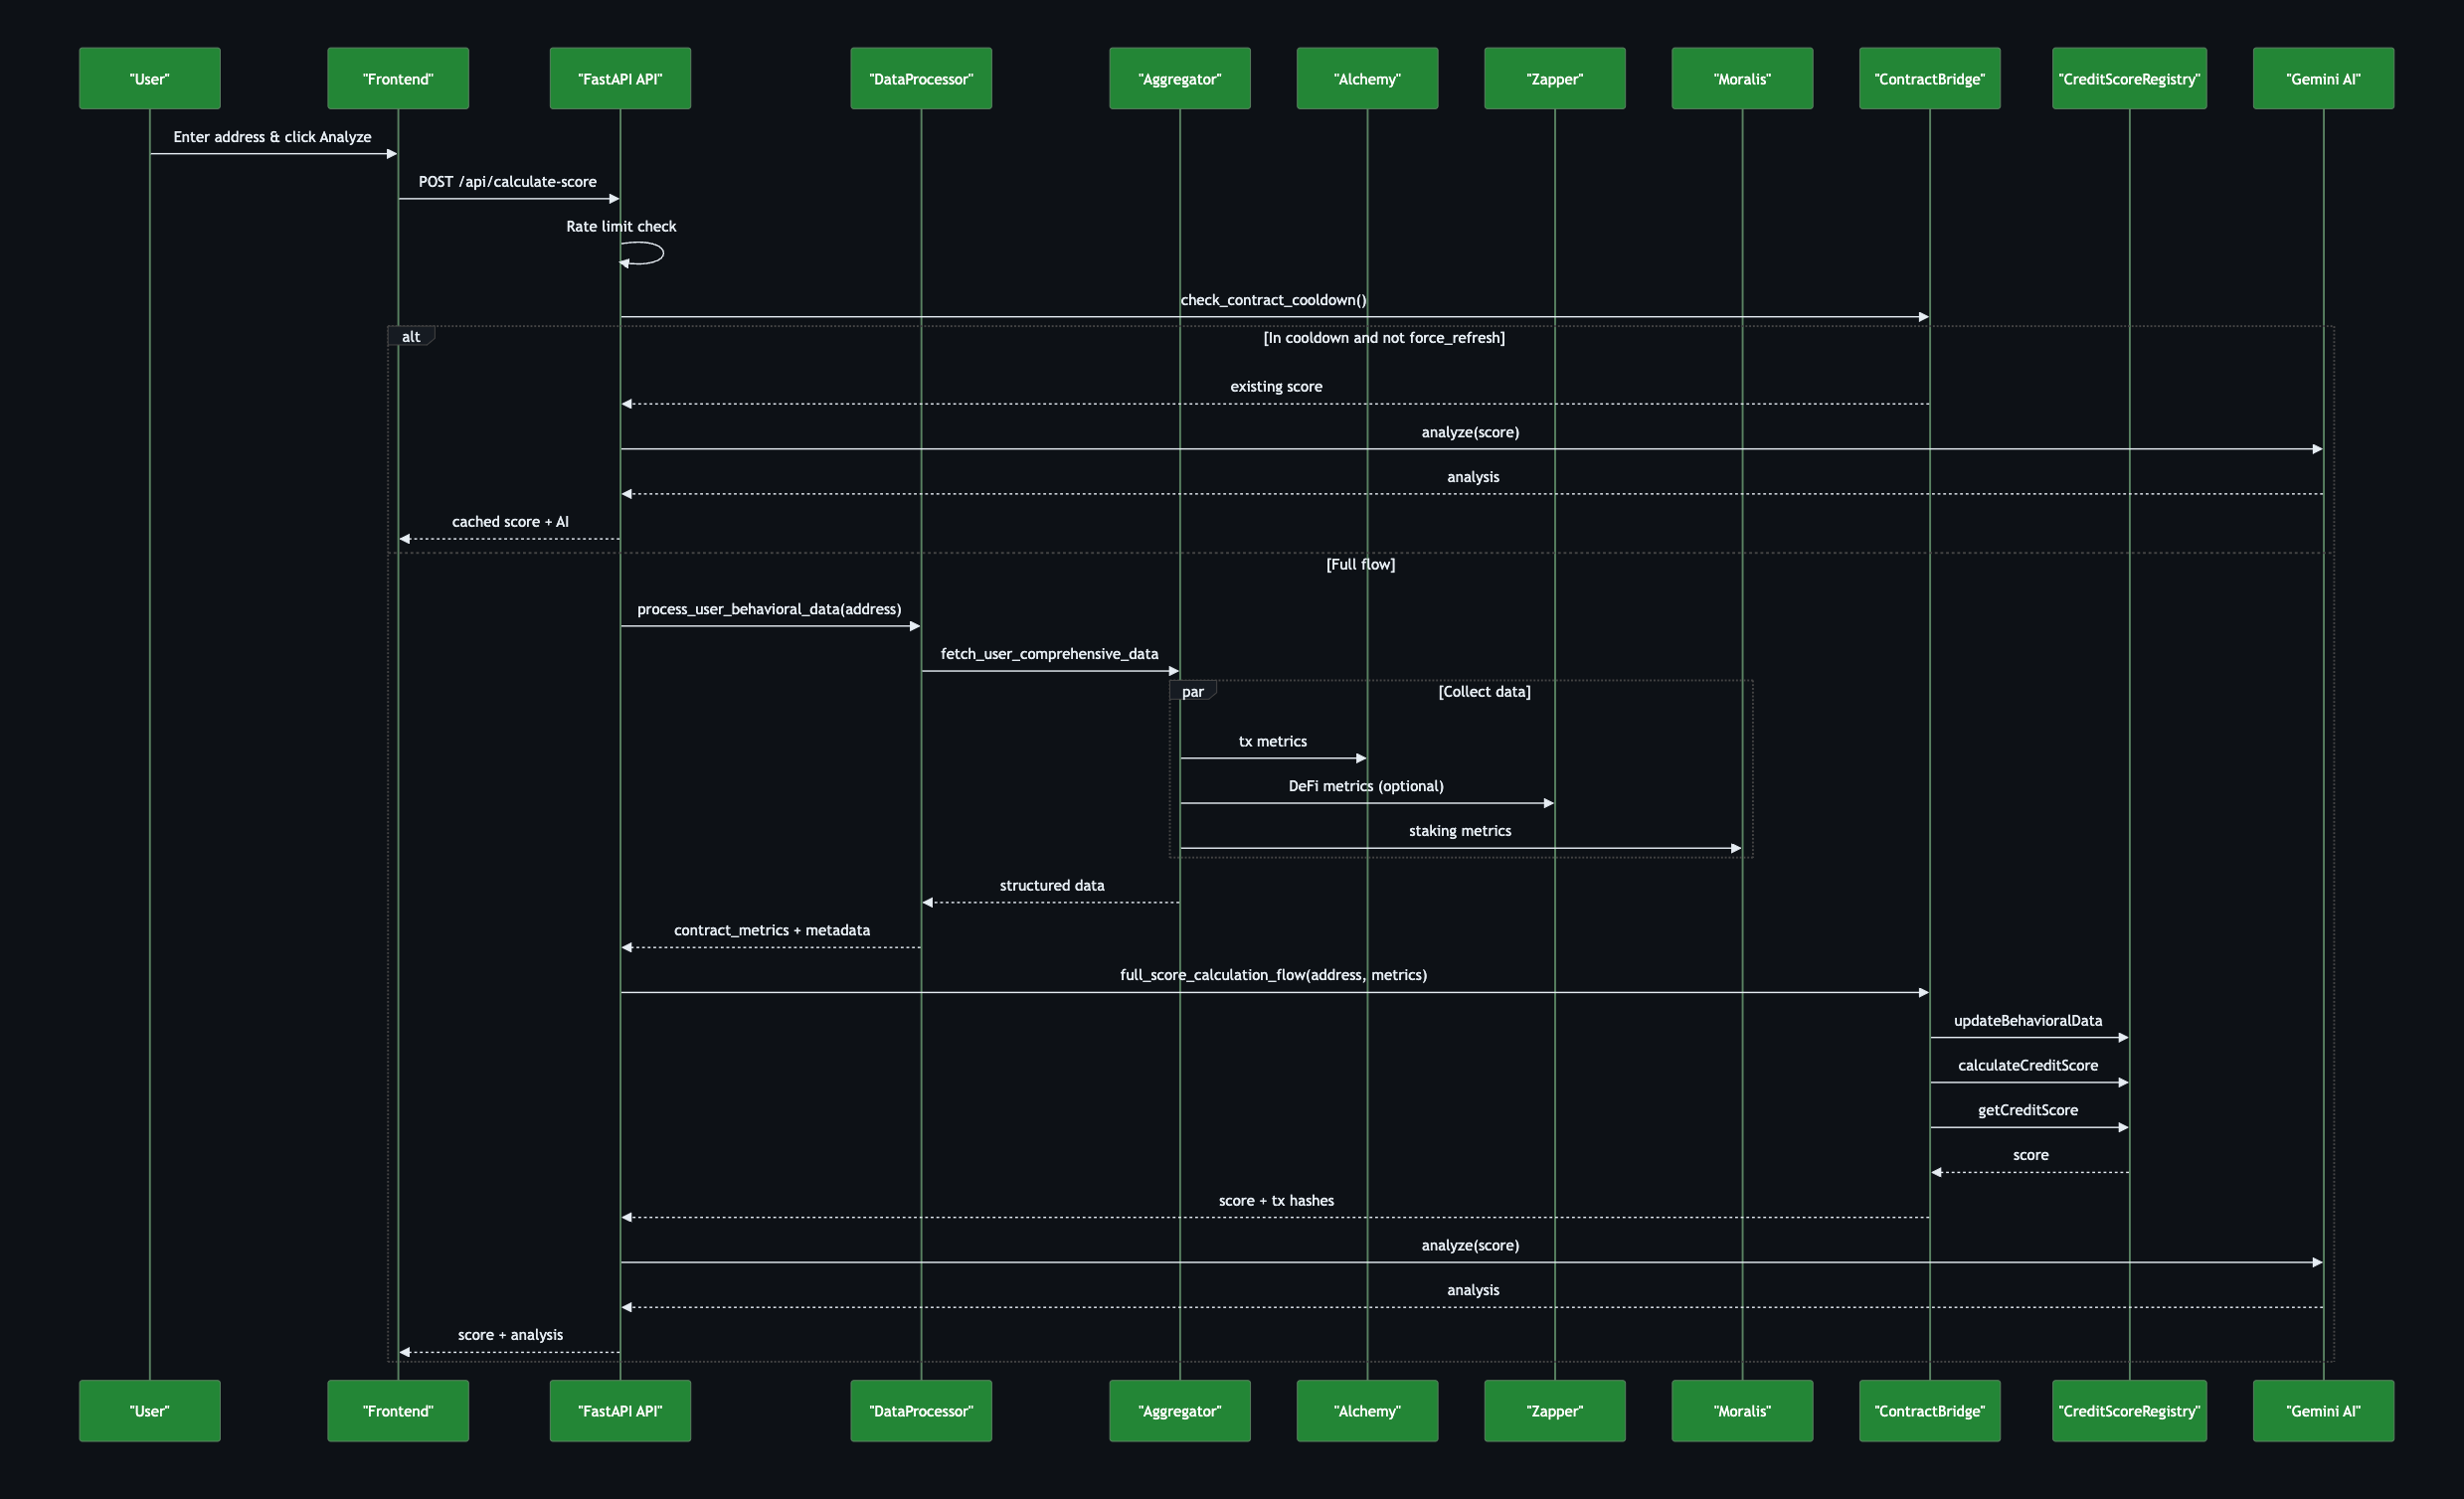 "User"
"Frontend"
"FastAPI API"
"DataProcessor"
"Aggregator"
"Alchemy"
"Zapper"
"Moralis"
"ContractBridge"
"CreditScoreRegistry"
"Gemini AI"
Enter address & click Analyze
POST /api/calculate-score
Rate limit check
check_contract_cooldown()
alt
[In cooldown and not force_refresh]
existing score
analyze(score)
analysis
cached score + AI
[Full flow]
process_user_behavioral_data(address)
fetch_user_comprehensive_data
par
[Collect data]
tx metrics
DeFi metrics (optional)
staking metrics
structured data
contract_metrics + metadata
full_score_calculation_flow(address, metrics)
updateBehavioralData
calculateCreditScore
getCreditScore
score
score + tx hashes
analyze(score)
analysis
score + analysis
"User"
"Frontend"
"FastAPI API"
"DataProcessor"
"Aggregator"
"Alchemy"
"Zapper"
"Moralis"
"ContractBridge"
"CreditScoreRegistry"
"Gemini AI"